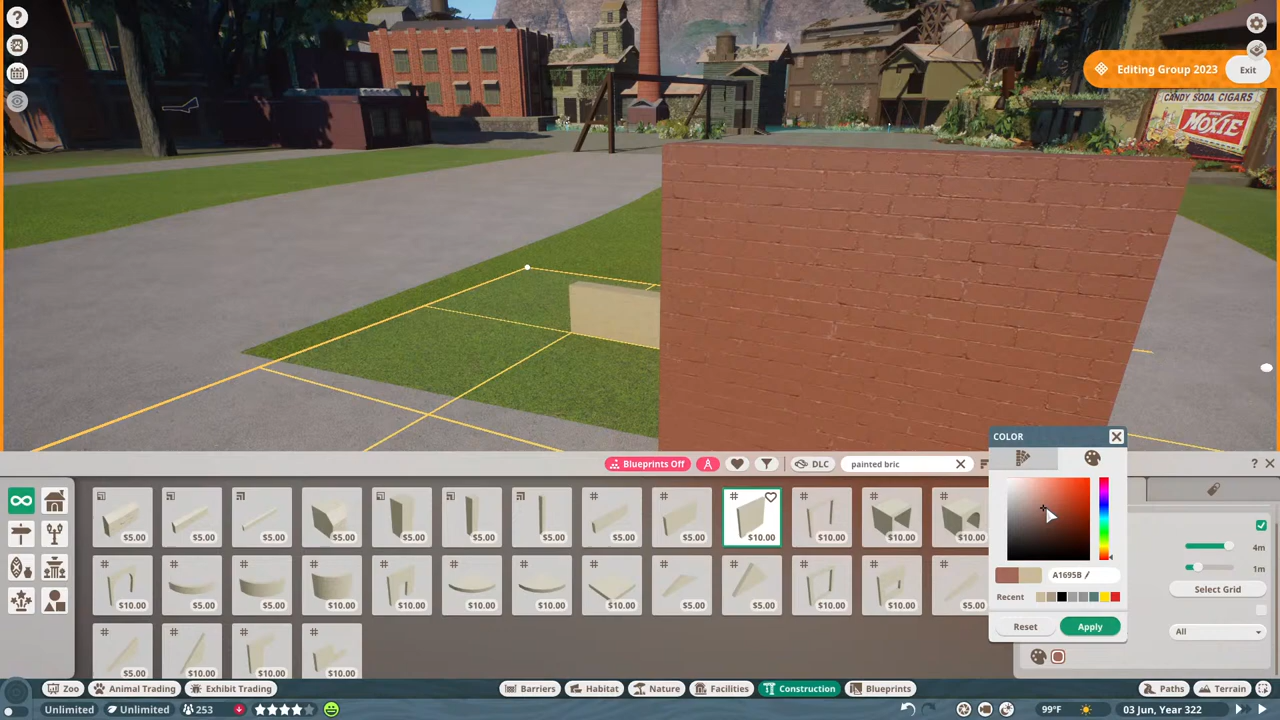 Editing Group 2023
Exit
CANDY SODA CIGARS
MOXIE
COLOR
Blueprints Off
DLC
painted bric
?
$5.00
$5.00
$5.00
$5.00
$5.00
$5.00
$5.00
$5.00
$5.00
$10.00
$10.00
$10.00
$10.00
4m
1m
A1695B
Select Grid
$10.00
$5.00
$5.00
$10.00
$5.00
$5.00
$5.00
$5.00
$10.00
$10.00
$10.00
$5.00
Recent
Reset
Apply
All
$5.00
$10.00
$10.00
$10.00
Zoo
Animal Trading
Exhibit Trading
Barriers
Habitat
Nature
Facilities
Construction
Blueprints
Paths
Terrain
Unlimited
Unlimited
253
99°F
03 Jun, Year 322